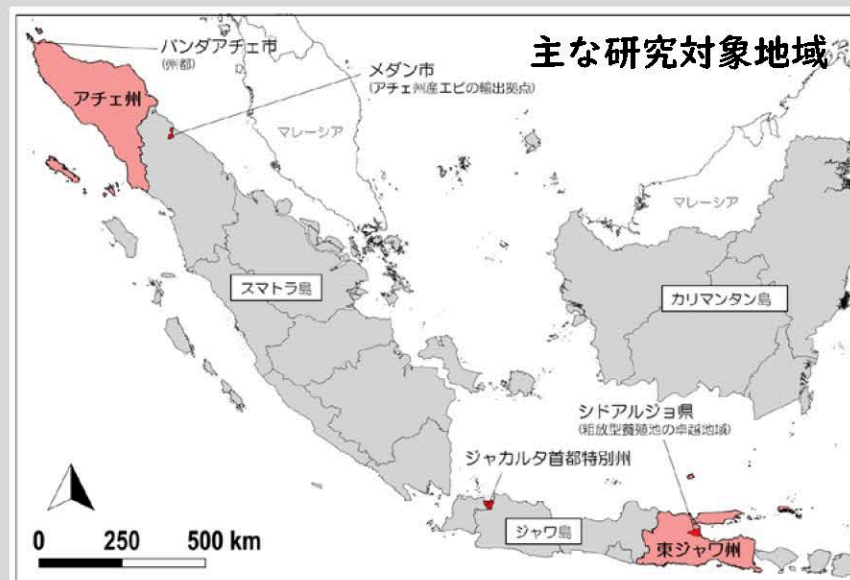 主な研究対象地域
バンダアチェ市
(州都)
メダン市
(アチェ州産エビの輸出拠点)
アチェ州
マレーシア
マレーシア
スマトラ島
カリマンタン島
シドアルジョ県
(粗放型養殖池の卓越地域)
ジャカルタ首都特別州
ジャワ島
東ジャワ州
0 250 500 km